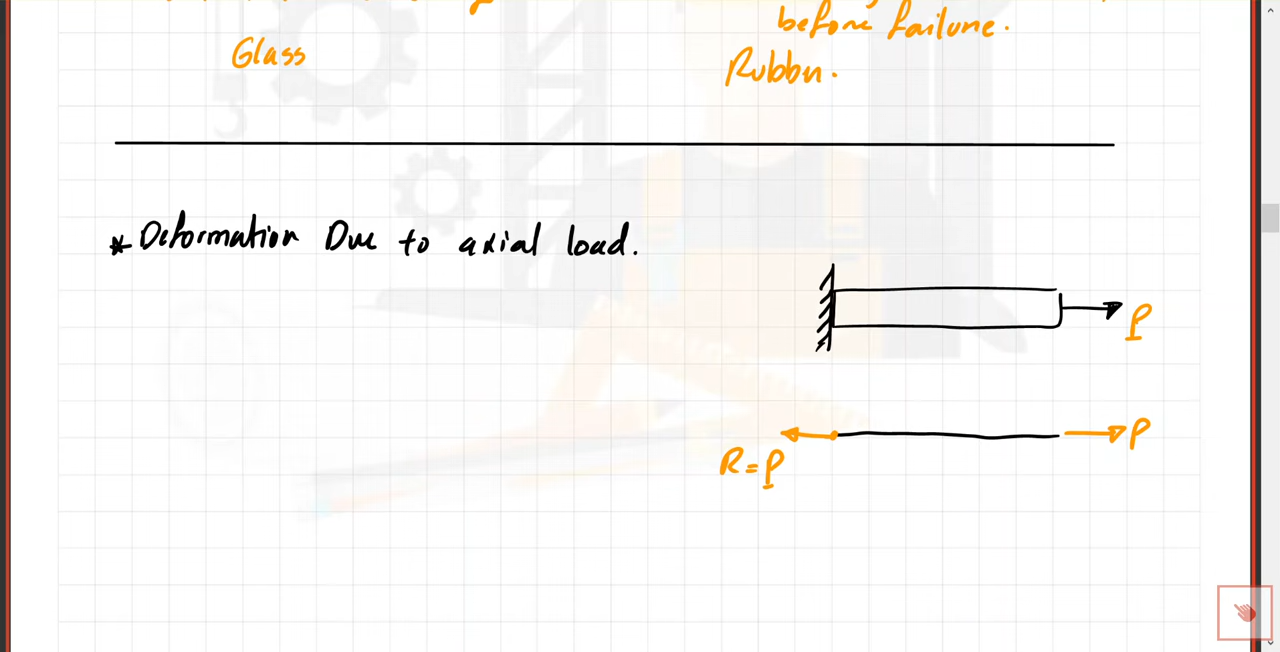 before failure.
Glass
Rubber.
* Deformation Due to axial load.
P
P
R = P